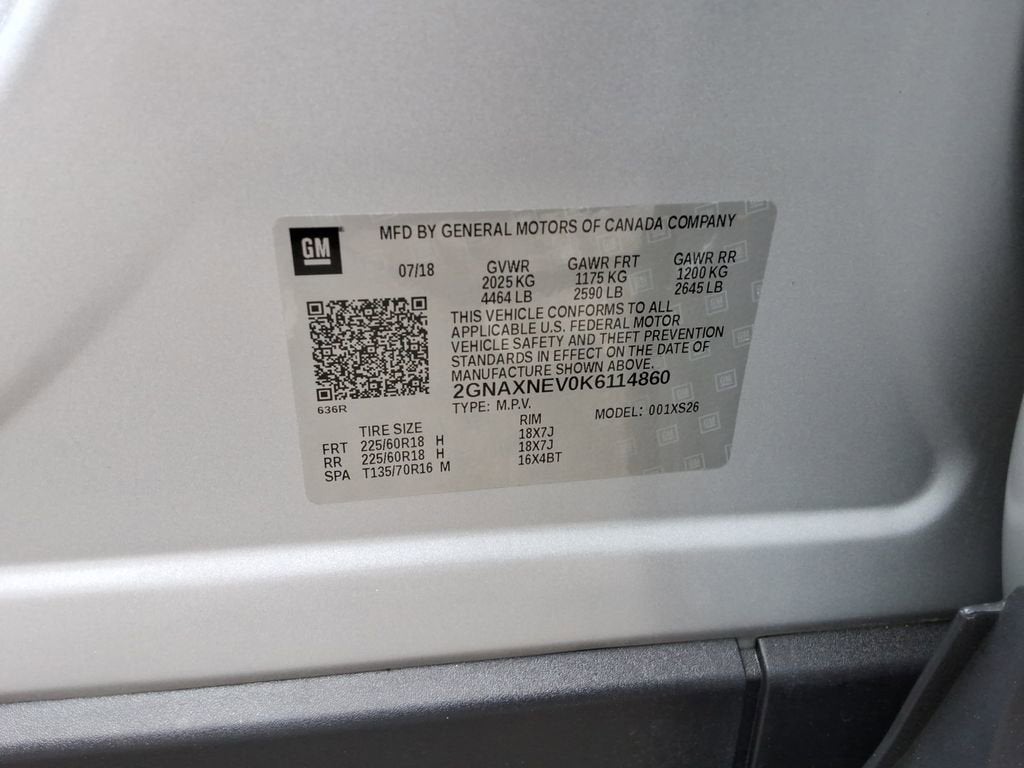 GM
MFD BY GENERAL MOTORS OF CANADA COMPANY
07/18 GVWR GAWR FRT GAWR RR
2025 KG 1175 KG 1200 KG
4464 LB 2590 LB 2645 LB
THIS VEHICLE CONFORMS TO ALL
APPLICABLE U.S. FEDERAL MOTOR
VEHICLE SAFETY AND THEFT PREVENTION
STANDARDS IN EFFECT ON THE DATE OF
MANUFACTURE SHOWN ABOVE.
2GNAXNEV0K6114860
636R
TYPE: M.P.V. MODEL: 001XS26
TIRE SIZE RIM
FRT 225/60R18 H 18X7J
RR 225/60R18 H 18X7J
SPA T135/70R16 M 16X4BT